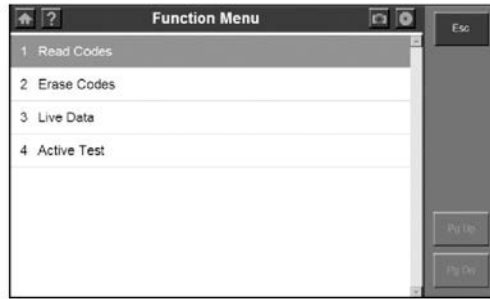 ? Function Menu
Esc
1 Read Codes
2 Erase Codes
3 Live Data
4 Active Test
Pg Up
Pg Dn